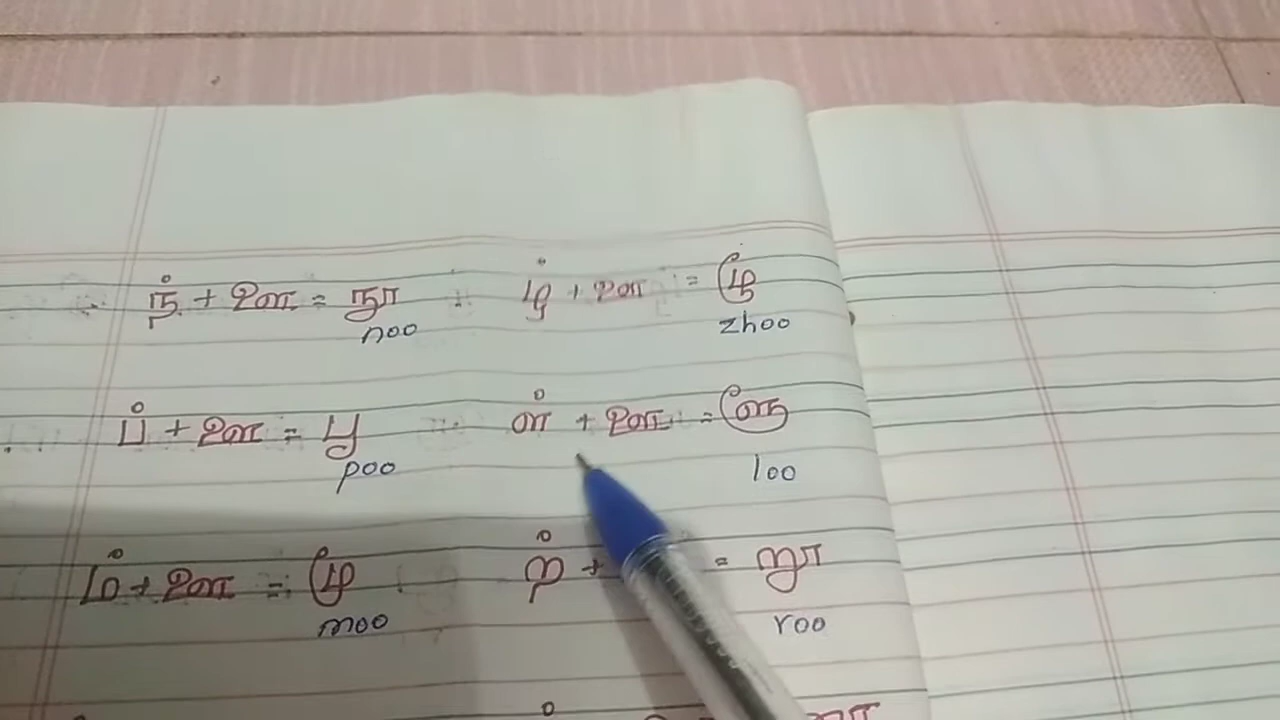 ந் + ஊ = நூ ழ் + ஊ = ழூ
noo zhoo
ப் + ஊ = பூ ள் + ஊ = ளூ
poo loo
ம் + ஊ = மூ ற் + = றூ
moo roo